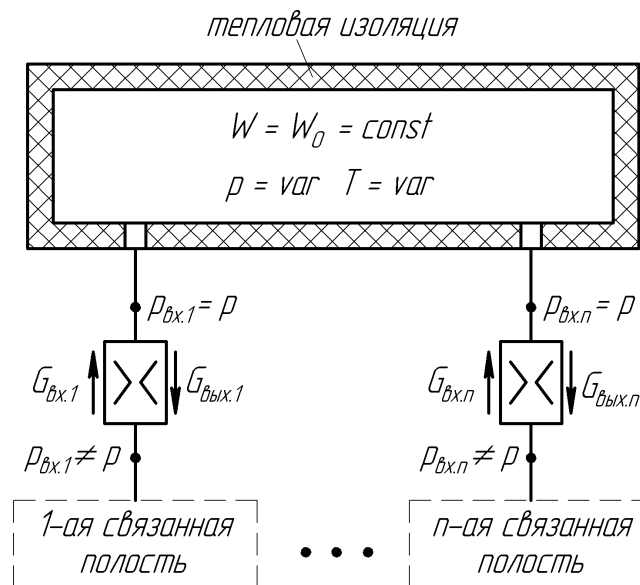 тепловая изоляция
W = W₀ = const
p = var T = var
pвх.1 = p
pвх.n = p
Gвх.1
Gвых.1
Gвх.n
Gвых.n
pвх.1 ≠ p
pвх.n ≠ p
1-ая связанная
полость
n-ая связанная
полость